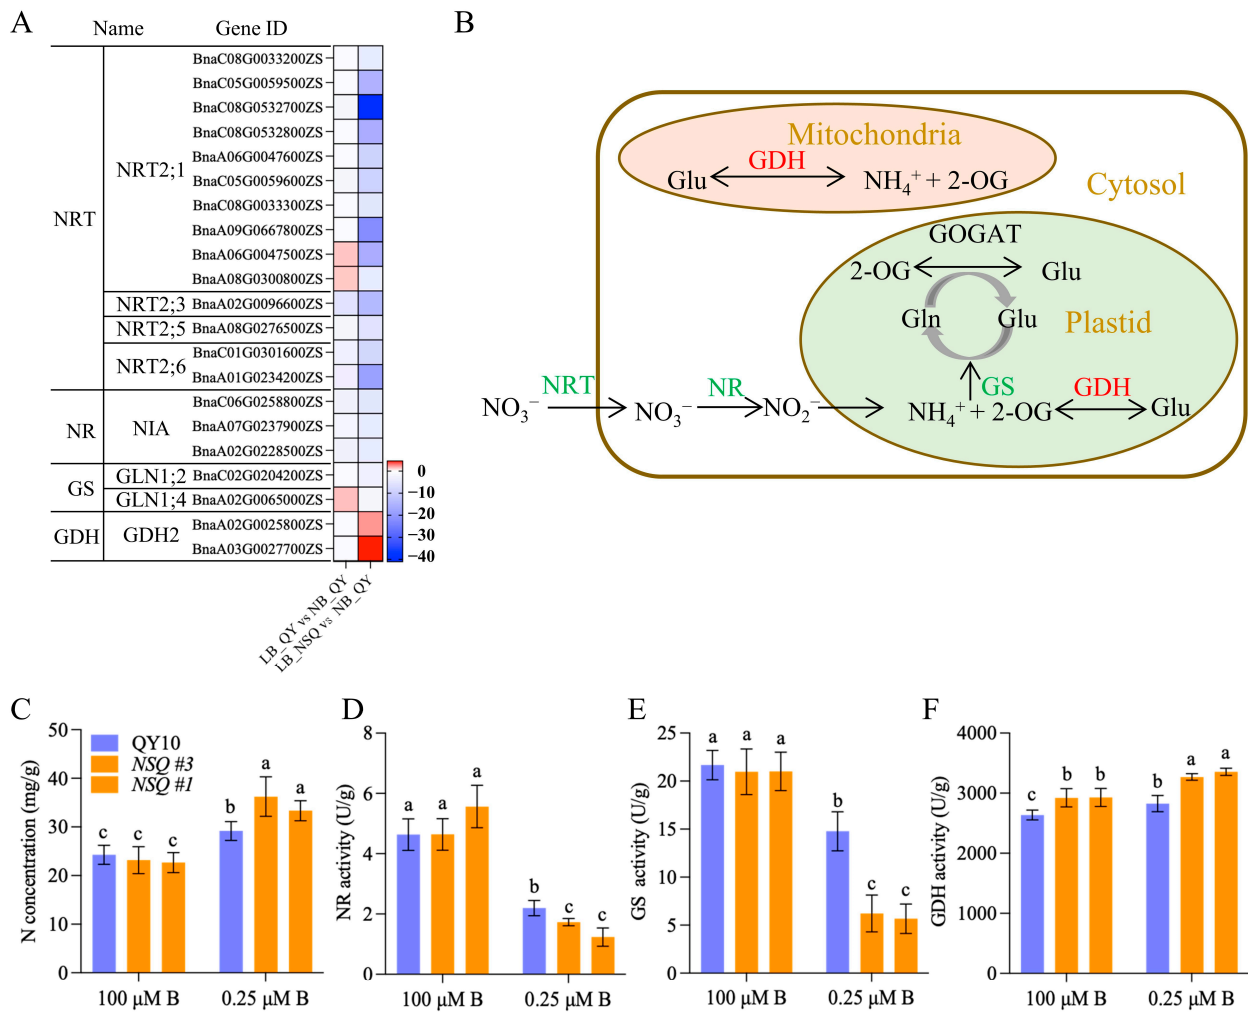 A
Name Gene ID
NRT
NRT2;1
BnaC08G0033200ZS
BnaC05G0059500ZS
BnaC08G0532700ZS
BnaC08G0532800ZS
BnaA06G0047600ZS
BnaC05G0059600ZS
BnaC08G0033300ZS
BnaA09G0667800ZS
BnaA06G0047500ZS
BnaA08G0300800ZS
NRT2;3 BnaA02G0096600ZS
NRT2;5 BnaA08G0276500ZS
NRT2;6
BnaC01G0301600ZS
BnaA01G0234200ZS
NR
NIA
BnaC06G0258800ZS
BnaA07G0237900ZS
BnaA02G0228500ZS
GS
GLN1;2 BnaC02G0204200ZS
GLN1;4 BnaA02G0065000ZS
GDH
GDH2
BnaA02G0025800ZS
BnaA03G0027700ZS
0
−10
−20
−30
−40
LB_QY vs NB_QY
LB_NSQ vs NB_QY
B
Mitochondria
GDH
Glu NH₄⁺ + 2-OG
Cytosol
GOGAT
2-OG Glu
Gln Glu
Plastid
NRT NR GS GDH
NO₃⁻ NO₃⁻ NO₂⁻ NH₄⁺ + 2-OG Glu
C
N concentration (mg/g)
50
40
30
20
10
0
QY10
NSQ #3
NSQ #1
c c c b a a
100 μM B 0.25 μM B
D
NR activity (U/g)
8
6
4
2
0
a a a b c c
100 μM B 0.25 μM B
E
GS activity (U/g)
25
20
15
10
5
0
a a a b c c
100 μM B 0.25 μM B
F
GDH activity (U/g)
4000
3000
2000
1000
0
c b b b a a
100 μM B 0.25 μM B